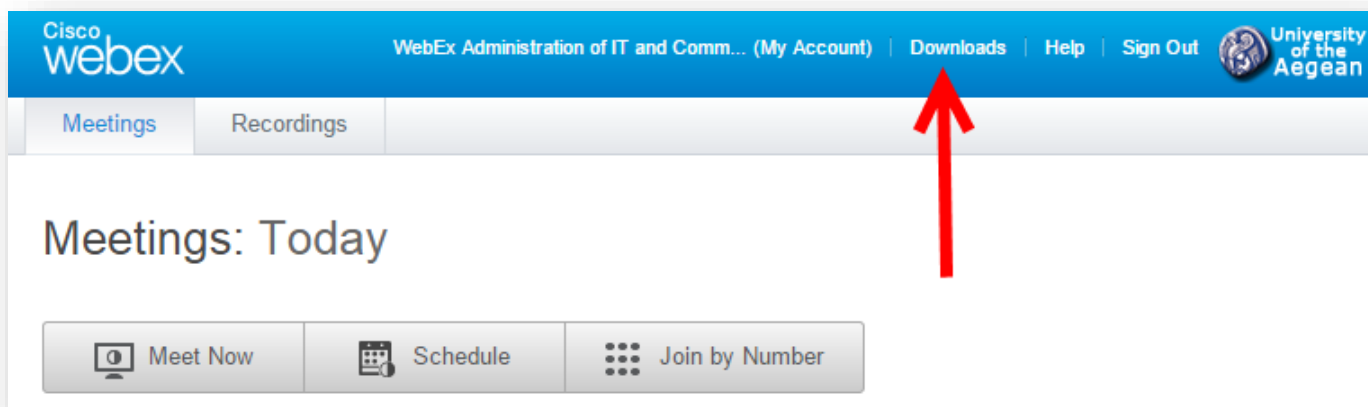 Cisco
webex
WebEx Administration of IT and Comm... (My Account) | Downloads | Help | Sign Out
University
of the
Aegean
Meetings Recordings
Meetings: Today
Meet Now Schedule Join by Number